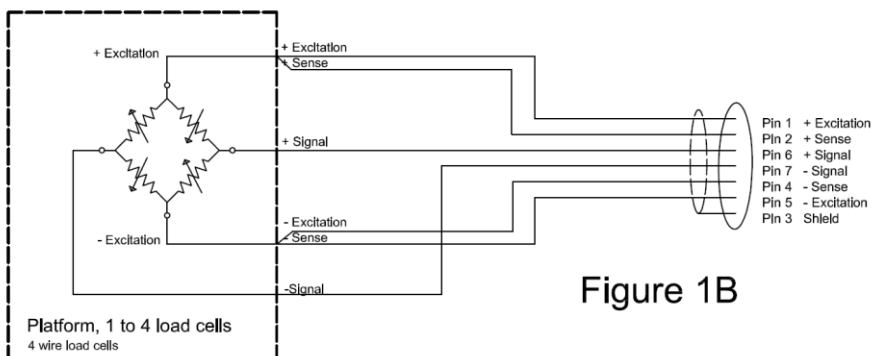 + Excitation
+ Excitation
+ Sense
+ Signal
- Excitation
- Excitation
- Sense
-Signal
Pin 1 + Excitation
Pin 2 + Sense
Pin 6 + Signal
Pin 7 - Signal
Pin 4 - Sense
Pin 5 - Excitation
Pin 3 Shield
Figure 1B
Platform, 1 to 4 load cells
4 wire load cells